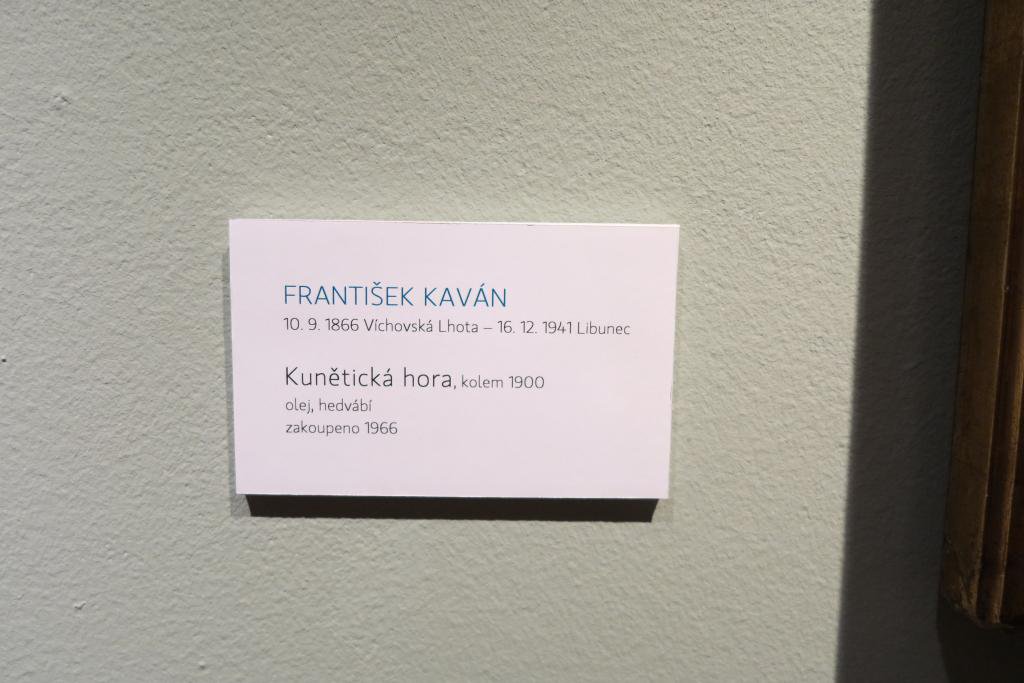 FRANTIŠEK KAVÁN
10. 9. 1866 Víchovská Lhota – 16. 12. 1941 Libunec
Kunětická hora, kolem 1900
olej, hedvábí
zakoupeno 1966